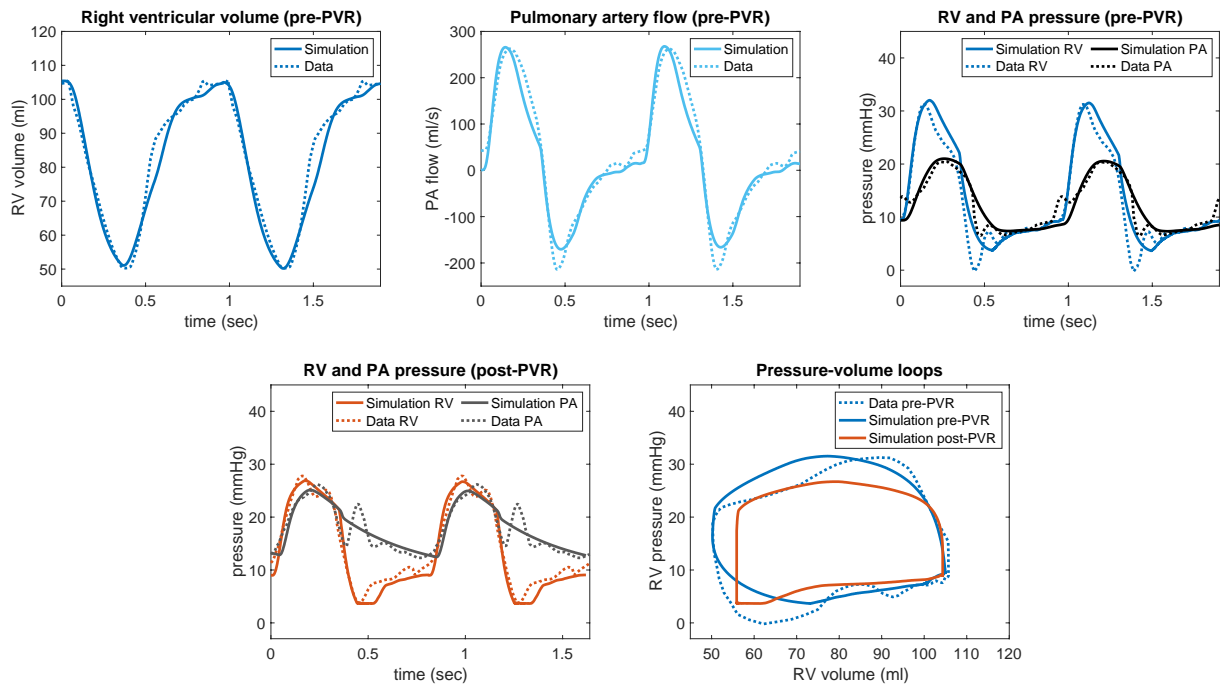 Right ventricular volume (pre-PVR)
120
110
100
90
80
70
60
50
RV volume (ml)
0 0.5 1 1.5
time (sec)
Simulation
Data
Pulmonary artery flow (pre-PVR)
300
200
100
0
-100
-200
PA flow (ml/s)
0 0.5 1 1.5
time (sec)
Simulation
Data
RV and PA pressure (pre-PVR)
40
30
20
10
0
pressure (mmHg)
0 0.5 1 1.5
time (sec)
Simulation RV Simulation PA
Data RV Data PA
RV and PA pressure (post-PVR)
40
30
20
10
0
pressure (mmHg)
0 0.5 1 1.5
time (sec)
Simulation RV Simulation PA
Data RV Data PA
Pressure-volume loops
40
30
20
10
0
RV pressure (mmHg)
50 60 70 80 90 100 110 120
RV volume (ml)
Data pre-PVR
Simulation pre-PVR
Simulation post-PVR